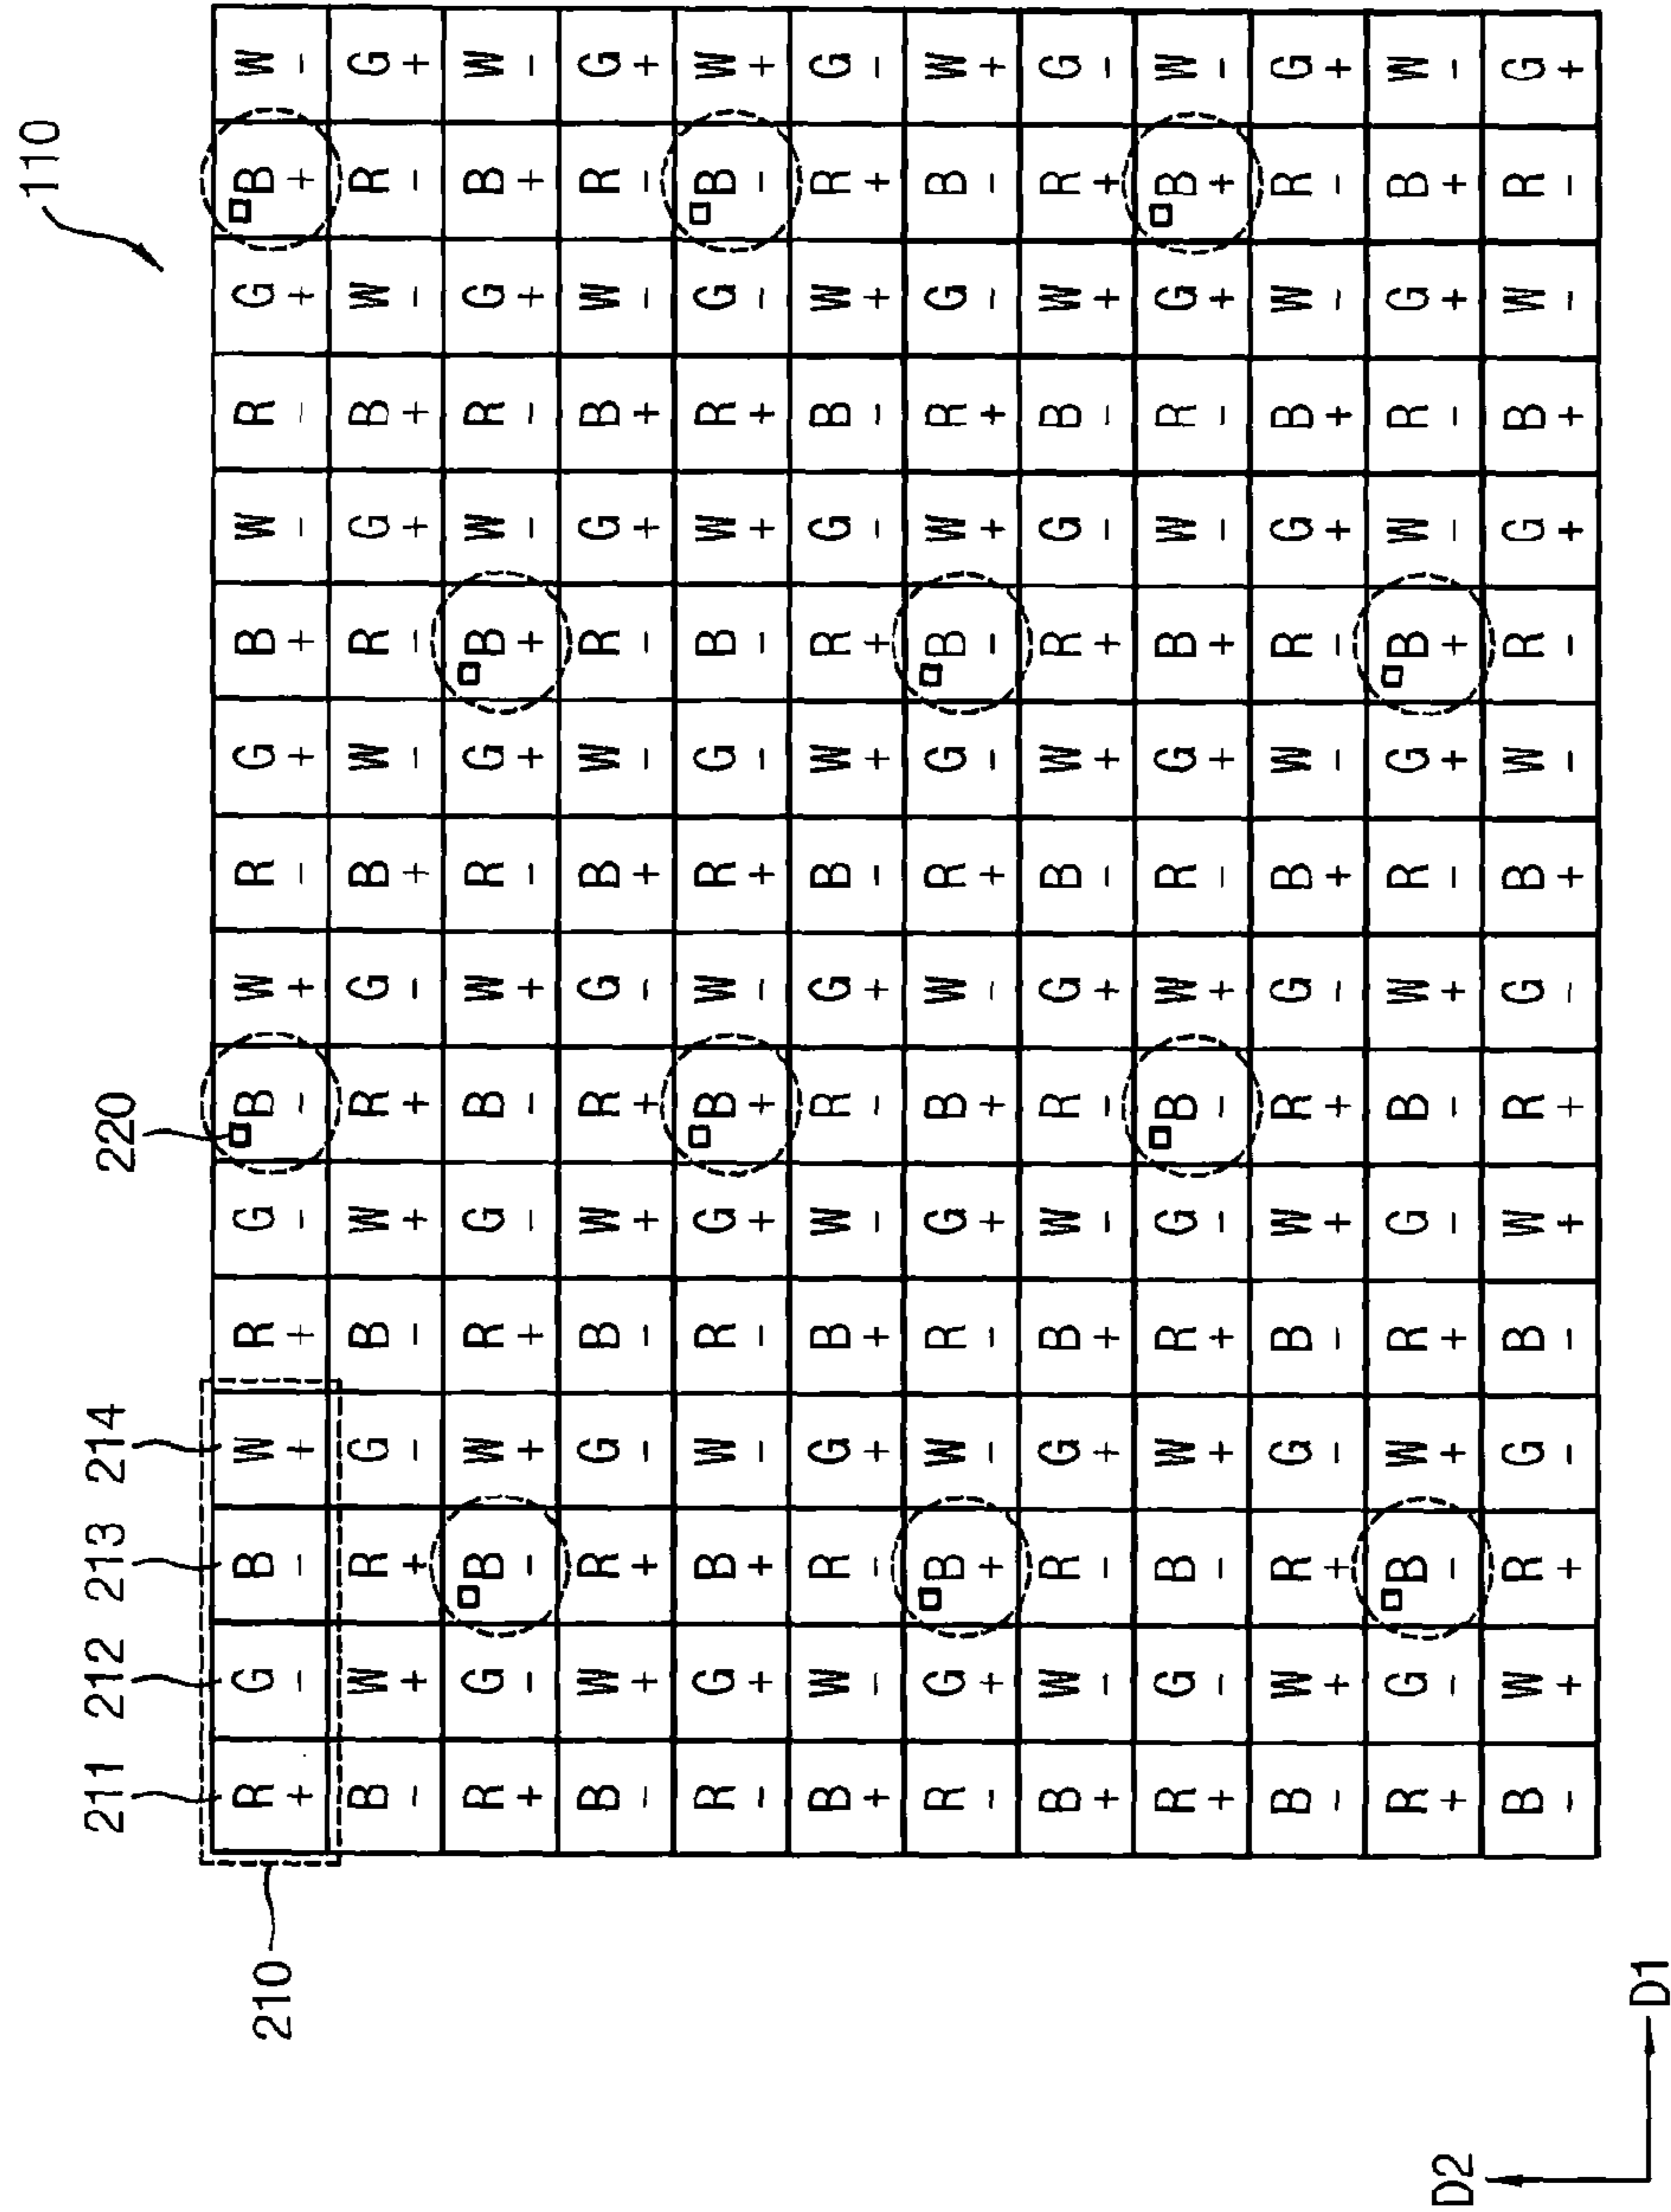 110
220
211 212 213 214
210
R G B W R G B W R G B W R G B W
+ - - + + - - + - + + - - + + -
B W R G B W R G B W R G B W R G
- + + - - + + - + - - + + - - +
R G B W R G B W R G B W R G B W
+ - - + + - - + - + + - - + + -
B W R G B W R G B W R G B W R G
- + + - - + + - + - - + + - - +
R G B W R G B W R G B W R G B W
- + + - - + + - + - - + + - - +
B W R G B W R G B W R G B W R G
+ - - + + - - + - + + - - + + -
R G B W R G B W R G B W R G B W
- + + - - + + - + - - + + - - +
B W R G B W R G B W R G B W R G
+ - - + + - - + - + + - - + + -
R G B W R G B W R G B W R G B W
+ - - + + - - + - + + - - + + -
B W R G B W R G B W R G B W R G
- + + - - + + - + - - + + - - +
R G B W R G B W R G B W R G B W
+ - - + + - - + - + + - - + + -
B W R G B W R G B W R G B W R G
- + + - - + + - + - - + + - - +
D2
D1